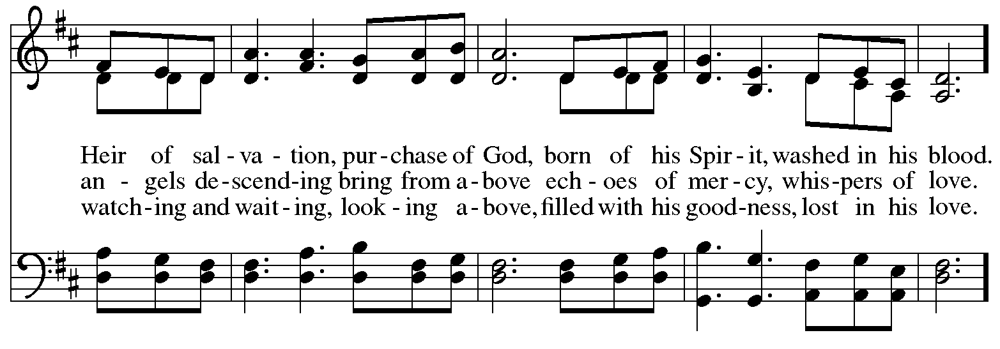 Heir of sal - va - tion, pur - chase of God, born of his Spir - it, washed in his blood.
an - gels de - scend - ing bring from a - bove ech - oes of mer - cy, whis - pers of love.
watch - ing and wait - ing, look - ing a - bove, filled with his good - ness, lost in his love.